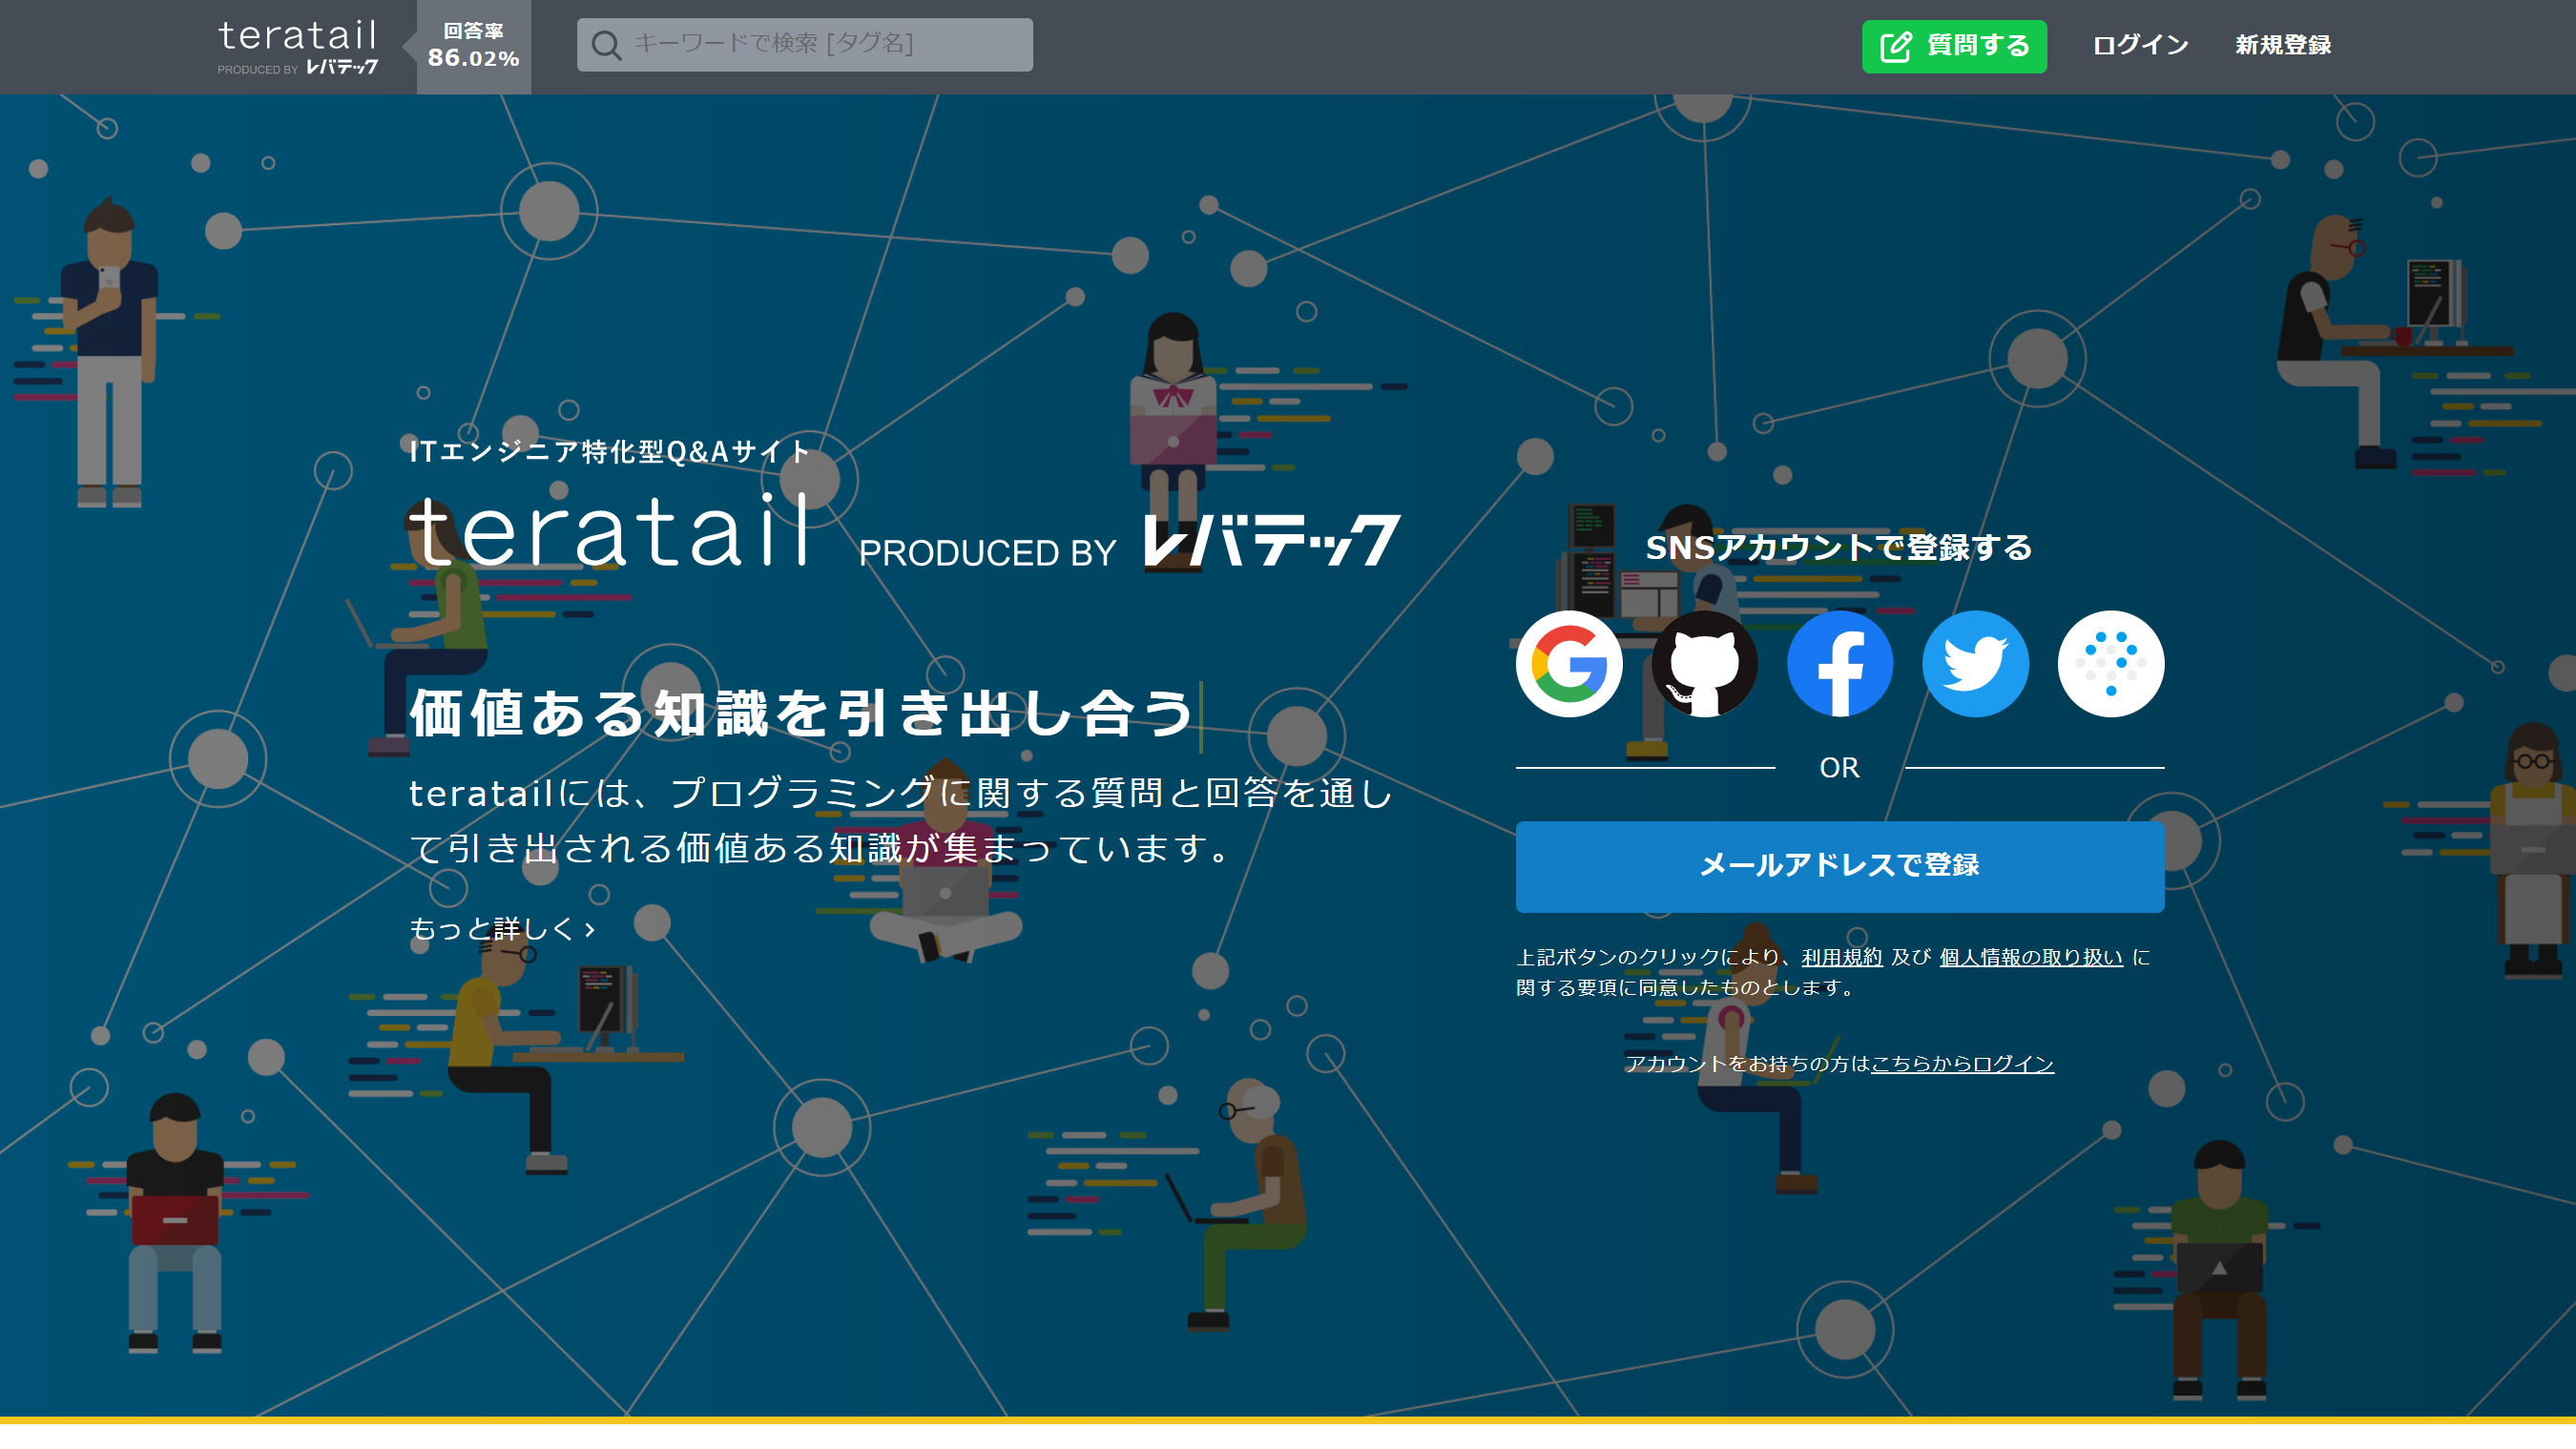 teratail
PRODUCED BY レバテック
回答率
86.02%
キーワードで検索 [タグ名]
質問する
ログイン
新規登録
ITエンジニア特化型Q&Aサイト
teratail PRODUCED BY レバテック
価値ある知識を引き出し合う
teratailには、プログラミングに関する質問と回答を通し
て引き出される価値ある知識が集まっています。
もっと詳しく
SNSアカウントで登録する
OR
メールアドレスで登録
上記ボタンのクリックにより、利用規約 及び 個人情報の取り扱い に
関する要項に同意したものとします。
アカウントをお持ちの方はこちらからログイン